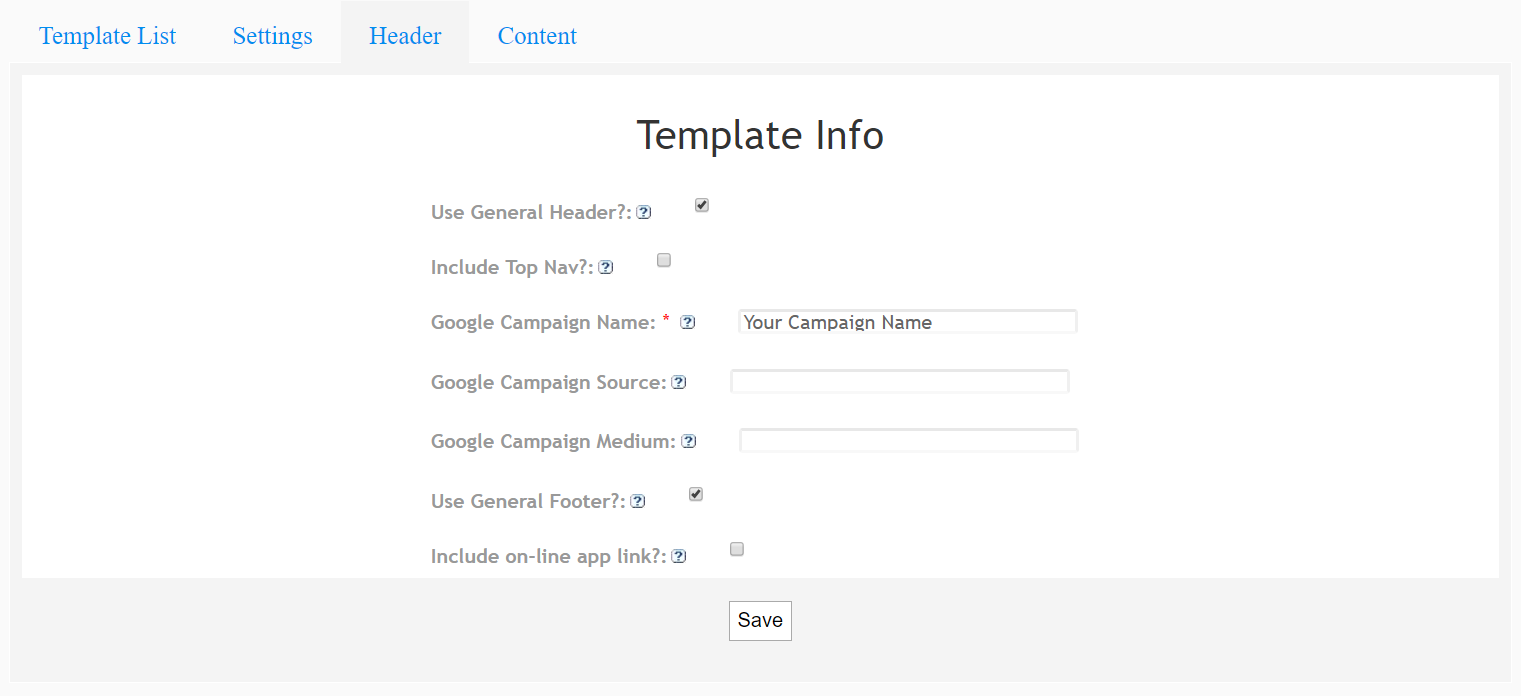 Template List Settings Header Content
Template Info
Use General Header?: ?
Include Top Nav?: ?
Google Campaign Name: * ? Your Campaign Name
Google Campaign Source: ?
Google Campaign Medium: ?
Use General Footer?: ?
Include on-line app link?: ?
Save